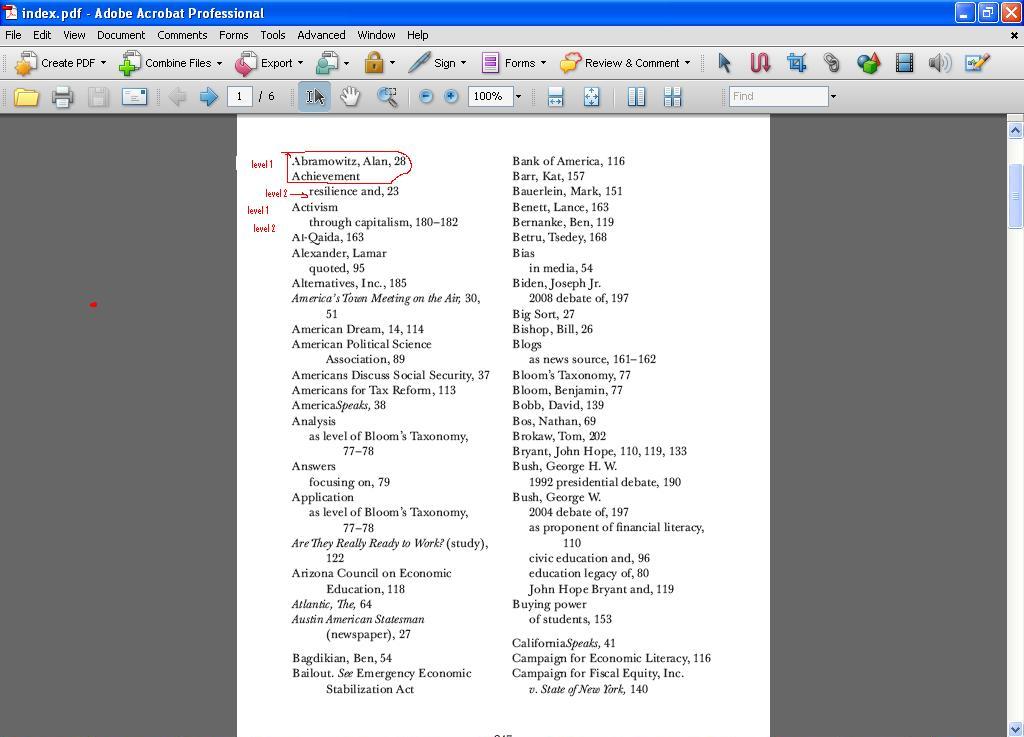 index.pdf - Adobe Acrobat Professional
File Edit View Document Comments Forms Tools Advanced Window Help
Create PDF Combine Files Export Sign Forms Review & Comment
1 / 6 100% Find
level 1
Abramowitz, Alan, 28
Achievement
level 2
resilience and, 23
level 1
Activism
through capitalism, 180–182
level 2
Al-Qaida, 163
Alexander, Lamar
quoted, 95
Alternatives, Inc., 185
America's Town Meeting on the Air, 30,
51
American Dream, 14, 114
American Political Science
Association, 89
Americans Discuss Social Security, 37
Americans for Tax Reform, 113
AmericaSpeaks, 38
Analysis
as level of Bloom's Taxonomy,
77–78
Answers
focusing on, 79
Application
as level of Bloom's Taxonomy,
77–78
Are They Really Ready to Work? (study),
122
Arizona Council on Economic
Education, 118
Atlantic, The, 64
Austin American Statesman
(newspaper), 27
Bagdikian, Ben, 54
Bailout. See Emergency Economic
Stabilization Act
Bank of America, 116
Barr, Kat, 157
Bauerlein, Mark, 151
Benett, Lance, 163
Bernanke, Ben, 119
Betru, Tsedey, 168
Bias
in media, 54
Biden, Joseph Jr.
2008 debate of, 197
Big Sort, 27
Bishop, Bill, 26
Blogs
as news source, 161–162
Bloom's Taxonomy, 77
Bloom, Benjamin, 77
Bobb, David, 139
Bos, Nathan, 69
Brokaw, Tom, 202
Bryant, John Hope, 110, 119, 133
Bush, George H. W.
1992 presidential debate, 190
Bush, George W.
2004 debate of, 197
as proponent of financial literacy,
110
civic education and, 96
education legacy of, 80
John Hope Bryant and, 119
Buying power
of students, 153
CaliforniaSpeaks, 41
Campaign for Economic Literacy, 116
Campaign for Fiscal Equity, Inc.
v. State of New York, 140